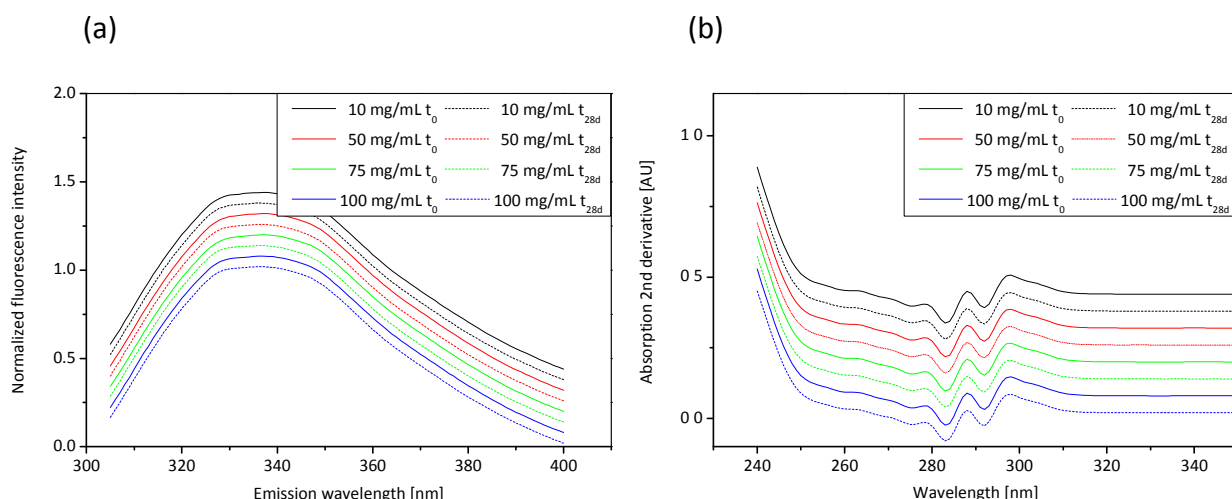 (a)
(b)
2.0
1.5
1.0
0.5
0.0
300
320
340
360
380
400
Normalized fluorescence intensity
Emission wavelength [nm]
10 mg/mL t0 10 mg/mL t28d
50 mg/mL t0 50 mg/mL t28d
75 mg/mL t0 75 mg/mL t28d
100 mg/mL t0 100 mg/mL t28d
1 0
0 5
0.0
240
260
280
300
320
340
Absorption 2nd derivative [AU]
Wavelength [nm]
10 mg/mL t0 10 mg/mL t28d
50 mg/mL t0 50 mg/mL t28d
75 mg/mL t0 75 mg/mL t28d
100 mg/mL t0 100 mg/mL t28d